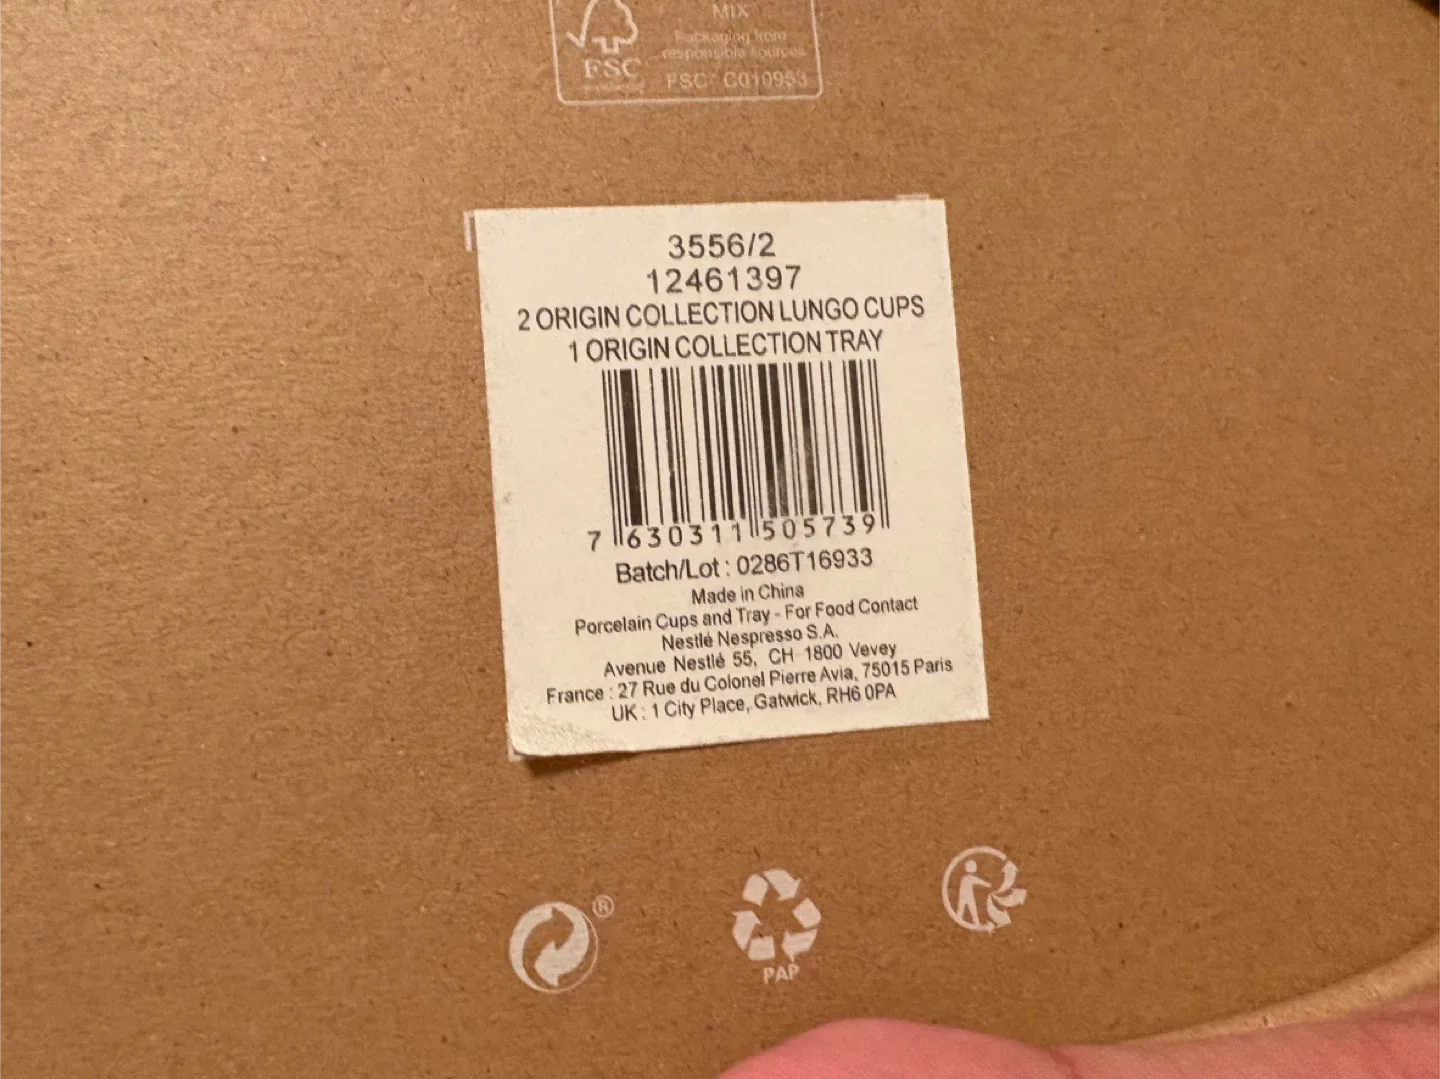 MIX
Packaging from
responsible sources
FSC
FSC® C010953
3556/2
12461397
2 ORIGIN COLLECTION LUNGO CUPS
1 ORIGIN COLLECTION TRAY
7 630311 505739
Batch/Lot : 0286T16933
Made in China
Porcelain Cups and Tray - For Food Contact
Nestlé Nespresso S.A.
Avenue Nestlé 55, CH 1800 Vevey
France : 27 Rue du Colonel Pierre Avia, 75015 Paris
UK : 1 City Place, Gatwick, RH6 0PA
®
PAP